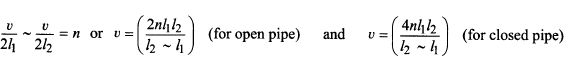 v/2l₁ ~ v/2l₂ = n or v = (2nl₁l₂ / l₂ ~ l₁) (for open pipe) and v = (4nl₁l₂ / l₂ ~ l₁) (for closed pipe)